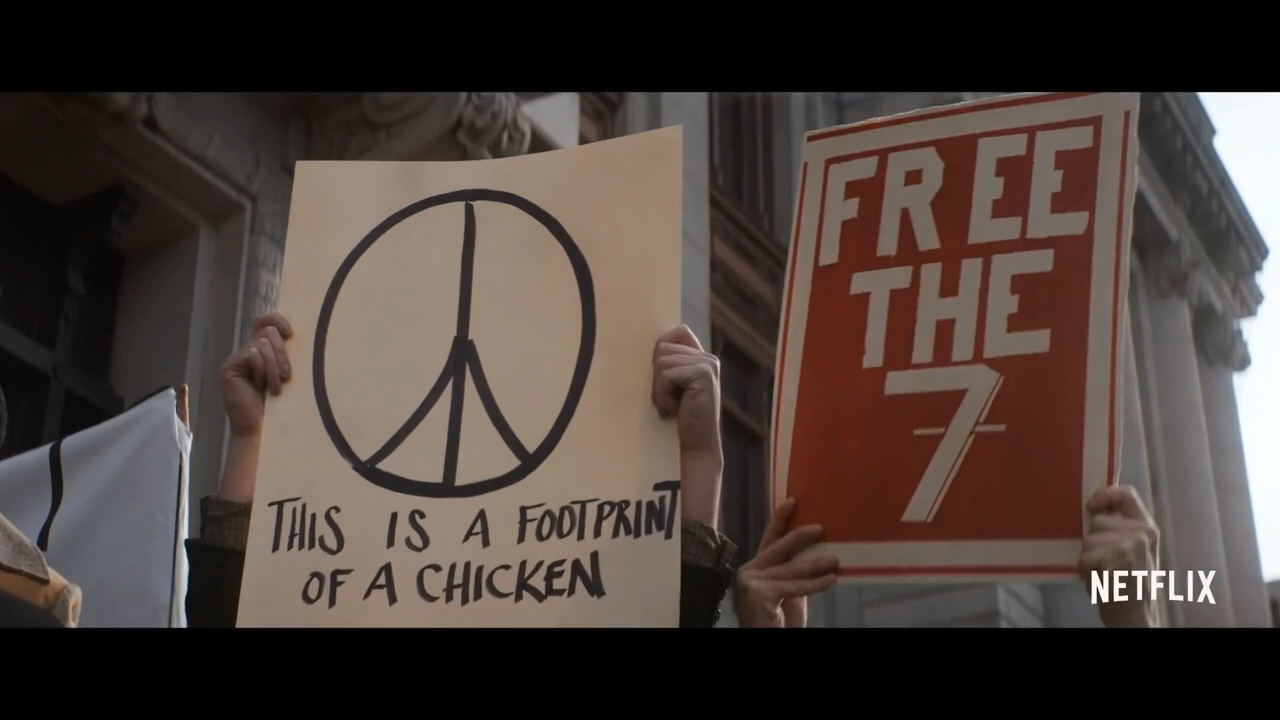 THIS IS A FOOTPRINT
OF A CHICKEN
FREE
THE
7
NETFLIX